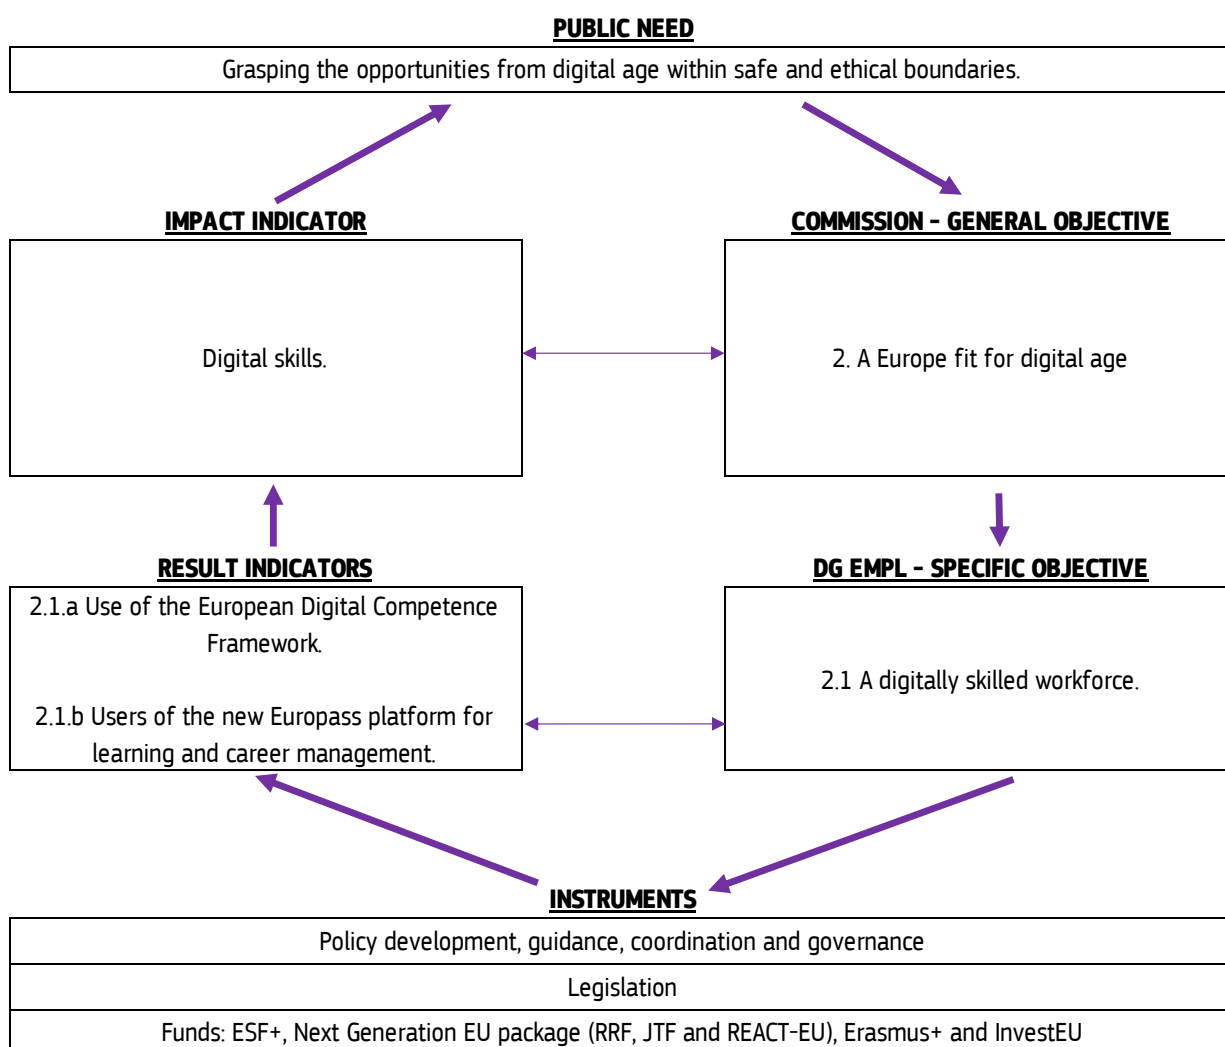 PUBLIC NEED
Grasping the opportunities from digital age within safe and ethical boundaries.
IMPACT INDICATOR
Digital skills.
COMMISSION - GENERAL OBJECTIVE
2. A Europe fit for digital age
RESULT INDICATORS
2.1.a Use of the European Digital Competence
Framework.
2.1.b Users of the new Europass platform for
learning and career management.
DG EMPL - SPECIFIC OBJECTIVE
2.1 A digitally skilled workforce.
INSTRUMENTS
Policy development, guidance, coordination and governance
Legislation
Funds: ESF+, Next Generation EU package (RRF, JTF and REACT-EU), Erasmus+ and InvestEU